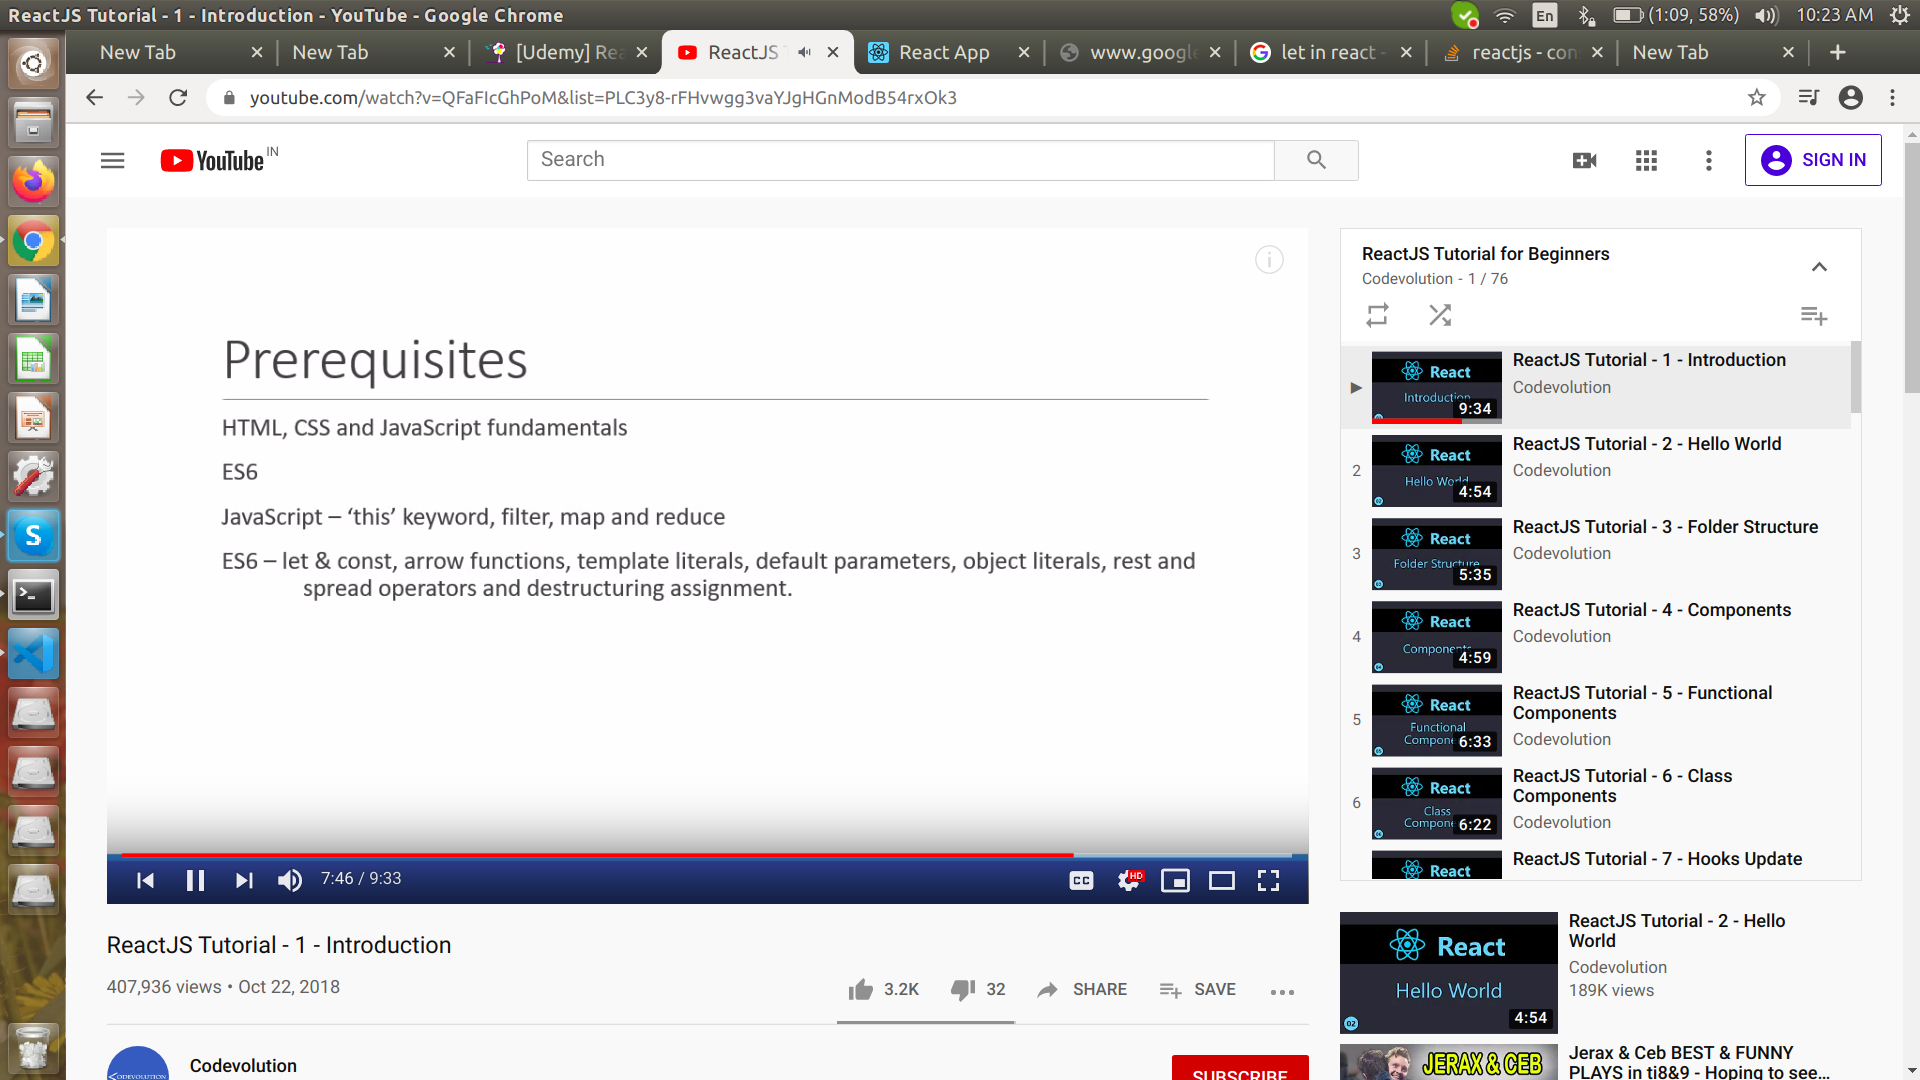 ReactJS Tutorial - 1 - Introduction - YouTube - Google Chrome
En
(1:09, 58%)
10:23 AM
New Tab
New Tab
[Udemy] Rea
ReactJS
React App
www.google
let in react -
reactjs - con
New Tab
youtube.com/watch?v=QFaFIcGhPoM&list=PLC3y8-rFHvwgg3vaYJgHGnModB54rxOk3
YouTube IN
Search
SIGN IN
Prerequisites
HTML, CSS and JavaScript fundamentals
ES6
JavaScript – ‘this’ keyword, filter, map and reduce
ES6 – let & const, arrow functions, template literals, default parameters, object literals, rest and
spread operators and destructuring assignment.
7:46 / 9:33
CC
HD
ReactJS Tutorial - 1 - Introduction
407,936 views • Oct 22, 2018
3.2K
32
SHARE
SAVE
CODEVOLUTION
Codevolution
SUBSCRIBE
ReactJS Tutorial for Beginners
Codevolution - 1 / 76
React
Introduction
9:34
ReactJS Tutorial - 1 - Introduction
Codevolution
2
React
Hello World
4:54
ReactJS Tutorial - 2 - Hello World
Codevolution
3
React
Folder Structure
5:35
ReactJS Tutorial - 3 - Folder Structure
Codevolution
4
React
Components
4:59
ReactJS Tutorial - 4 - Components
Codevolution
5
React
Functional
Compone
6:33
ReactJS Tutorial - 5 - Functional
Components
Codevolution
6
React
Class
Compone
6:22
ReactJS Tutorial - 6 - Class
Components
Codevolution
React
ReactJS Tutorial - 7 - Hooks Update
React
Hello World
02
4:54
ReactJS Tutorial - 2 - Hello
World
Codevolution
189K views
JERAX & CEB
Jerax & Ceb BEST & FUNNY
PLAYS in ti8&9 - Hoping to see...